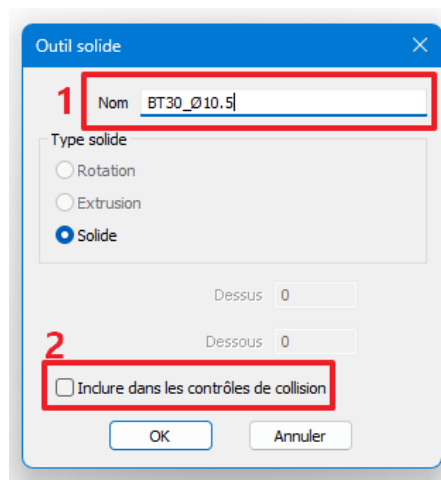 Outil solide
1 Nom BT30_Ø10.5
Type solide
Rotation
Extrusion
Solide
Dessus 0
2 Dessous 0
Inclure dans les contrôles de collision
OK Annuler